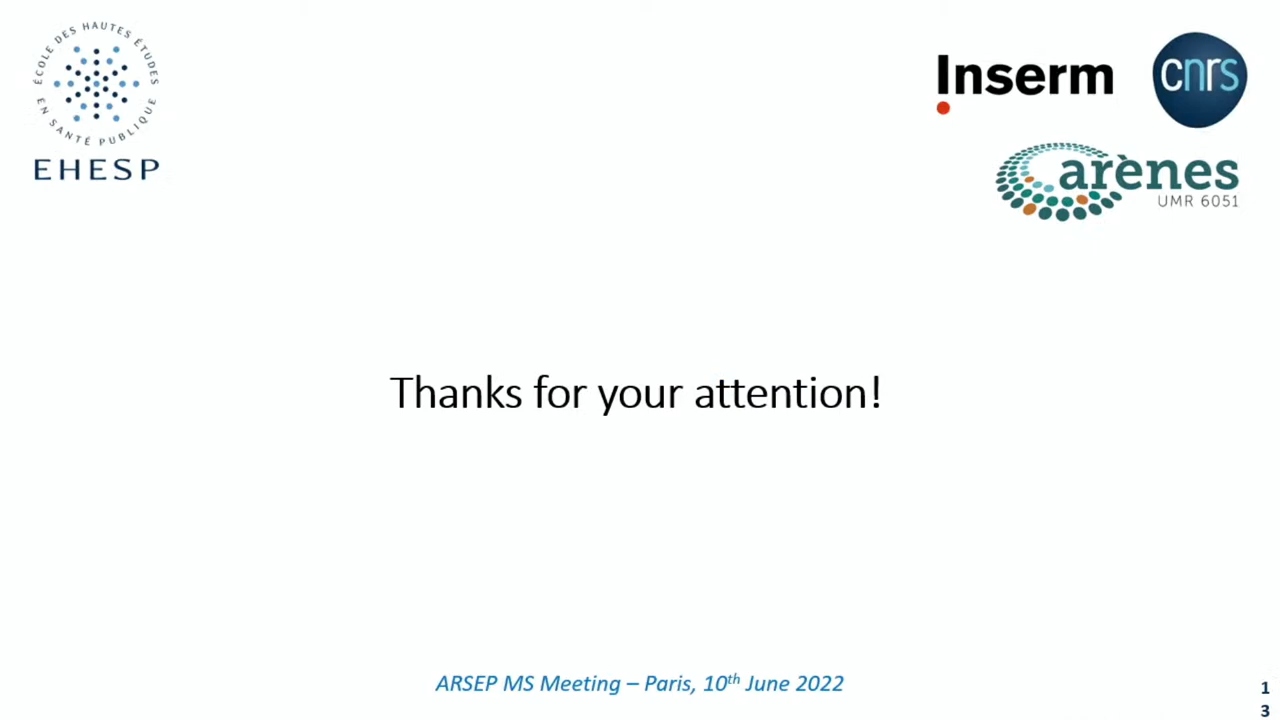 ÉCOLE DES HAUTES ÉTUDES
EN SANTÉ PUBLIQUE
EHESP
Inserm
cnrs
arènes
UMR 6051
Thanks for your attention!
ARSEP MS Meeting – Paris, 10th June 2022
1
3